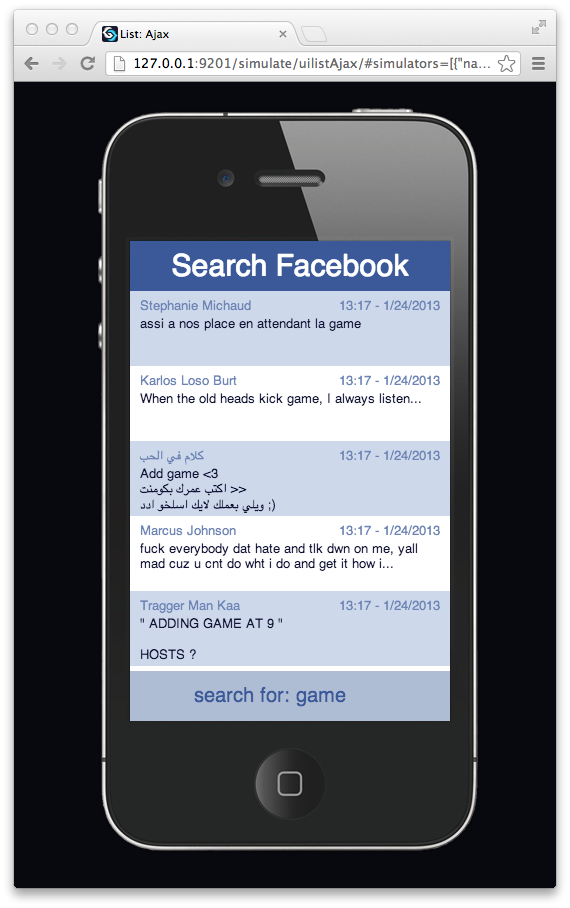 List: Ajax
127.0.0.1:9201/simulate/uilistAjax/#simulators=[{"na...
Search Facebook
Stephanie Michaud 13:17 - 1/24/2013
assi a nos place en attendant la game
Karlos Loso Burt 13:17 - 1/24/2013
When the old heads kick game, I always listen...
كلام في الحب 13:17 - 1/24/2013
Add game <3
اكتب عمرك بكومنت >>
ويلي بعملك لايك اسلخو ادد ;)
Marcus Johnson 13:17 - 1/24/2013
fuck everybody dat hate and tlk dwn on me, yall
mad cuz u cnt do wht i do and get it how i...
Tragger Man Kaa 13:17 - 1/24/2013
" ADDING GAME AT 9 "
HOSTS ?
search for: game